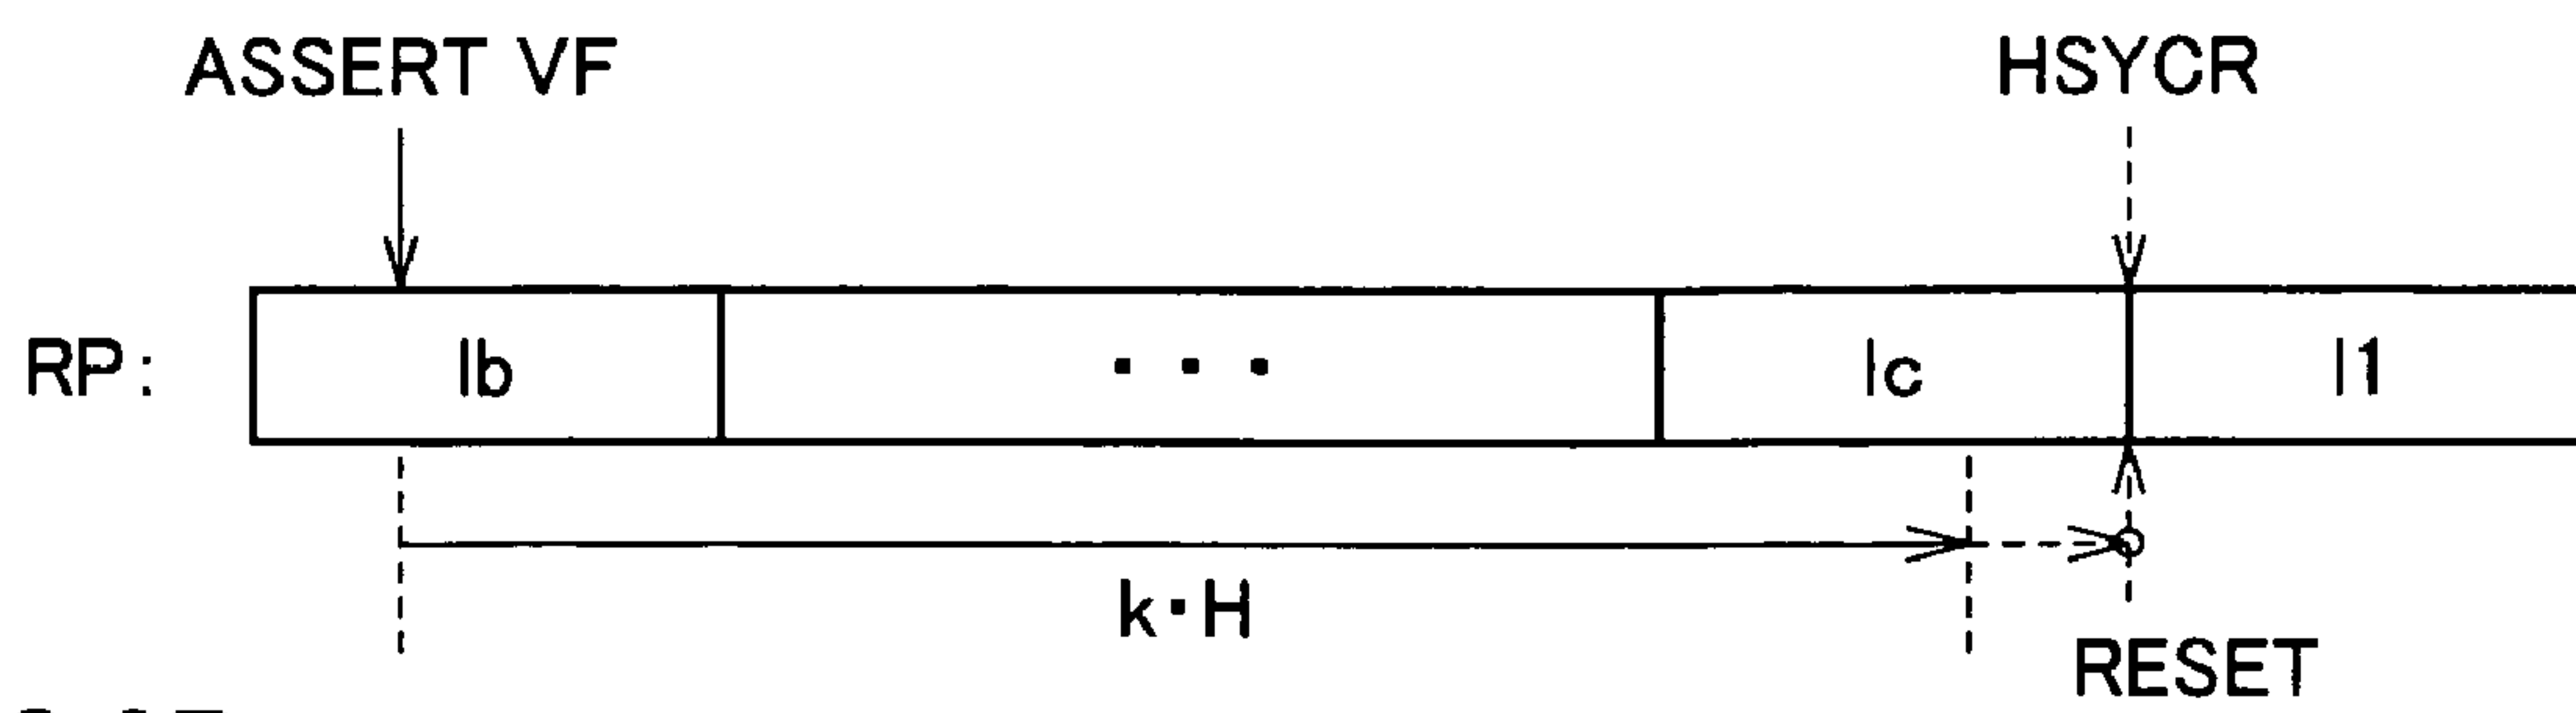 ASSERT VF HSYCR
RP: lb ··· lc l1
k·H
RESET